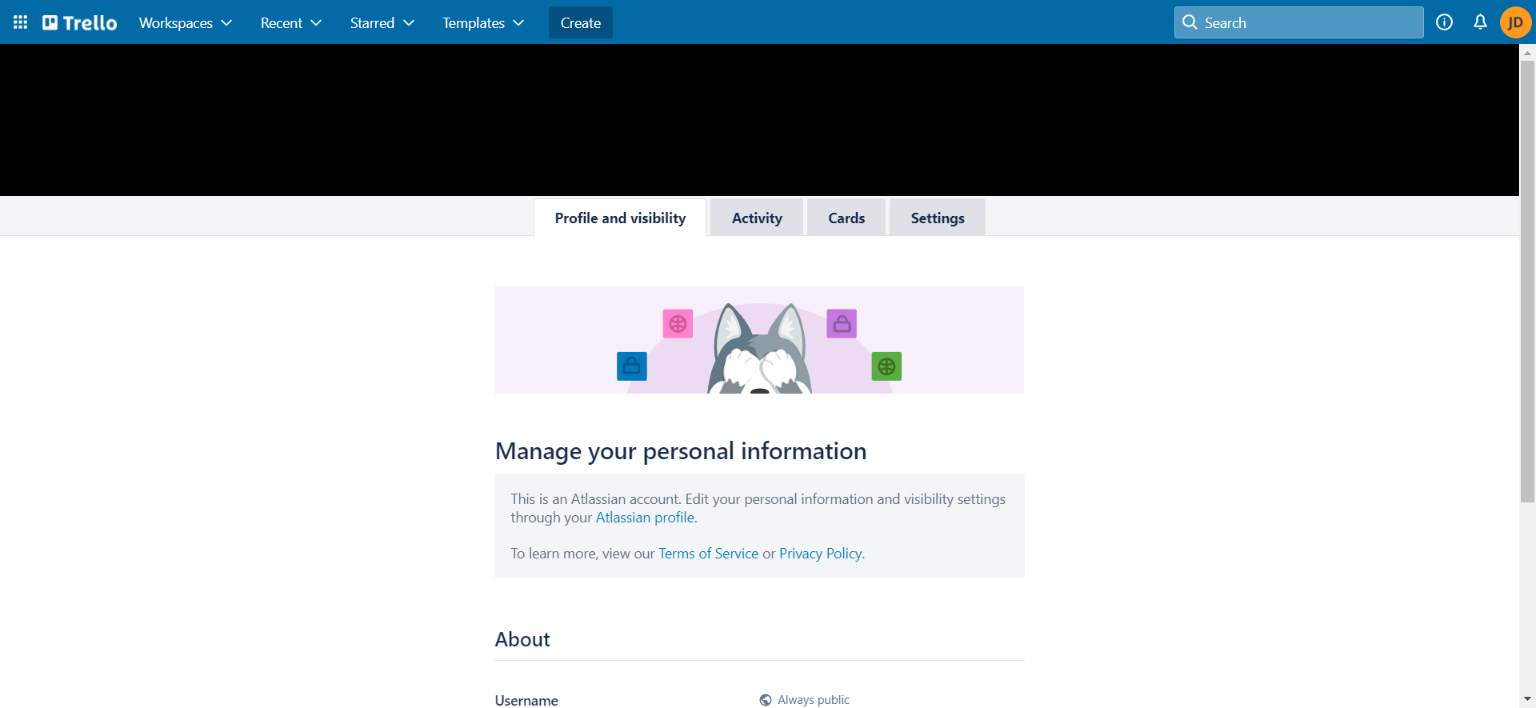 Trello Workspaces Recent Starred Templates Create Search JD
Profile and visibility Activity Cards Settings
Manage your personal information
This is an Atlassian account. Edit your personal information and visibility settings
through your Atlassian profile.
To learn more, view our Terms of Service or Privacy Policy.
About
Username Always public